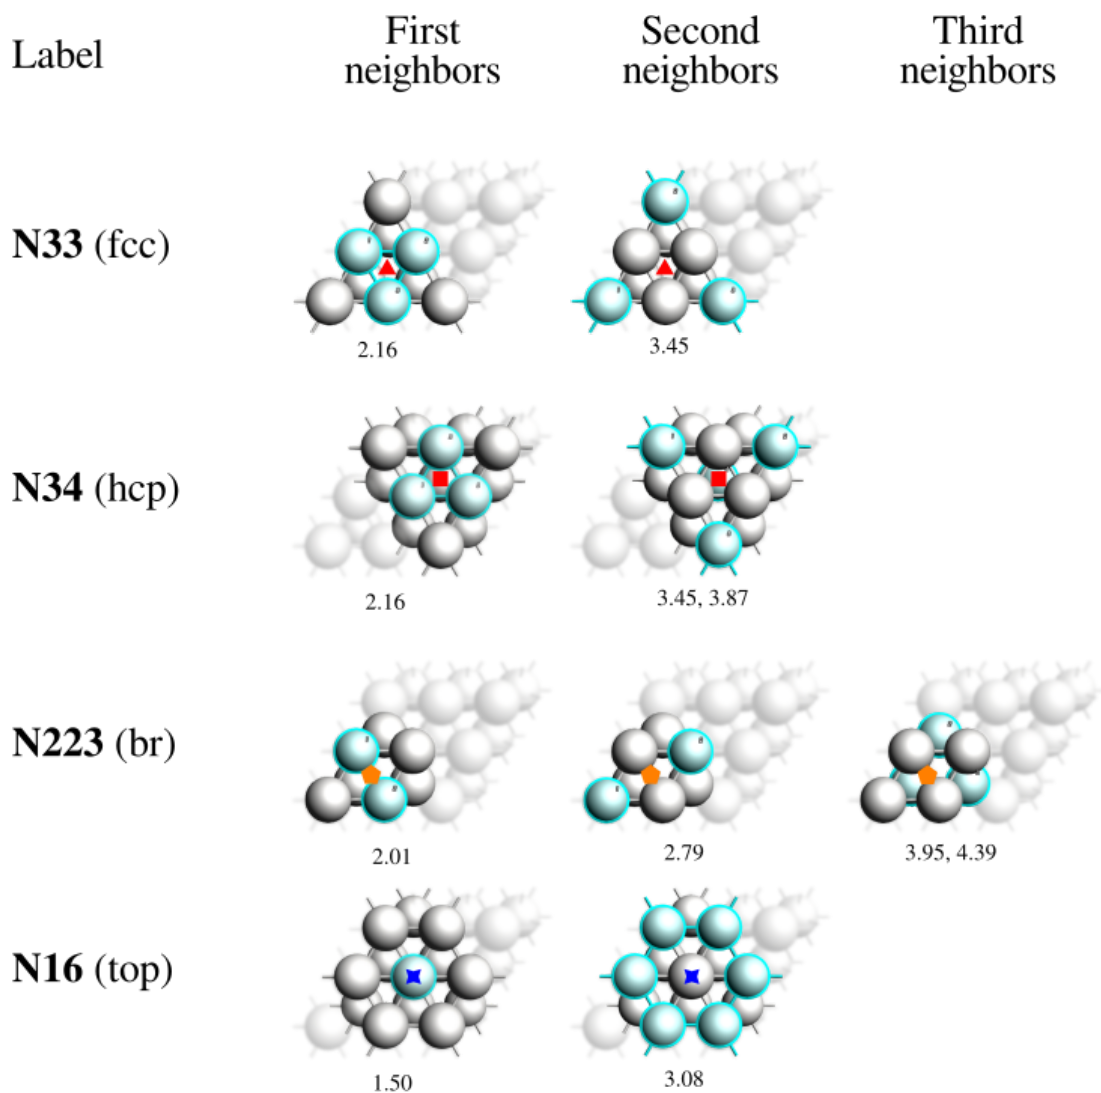 Label
First neighbors
Second neighbors
Third neighbors
N33 (fcc)
2.16
3.45
N34 (hcp)
2.16
3.45, 3.87
N223 (br)
2.01
2.79
3.95, 4.39
N16 (top)
1.50
3.08